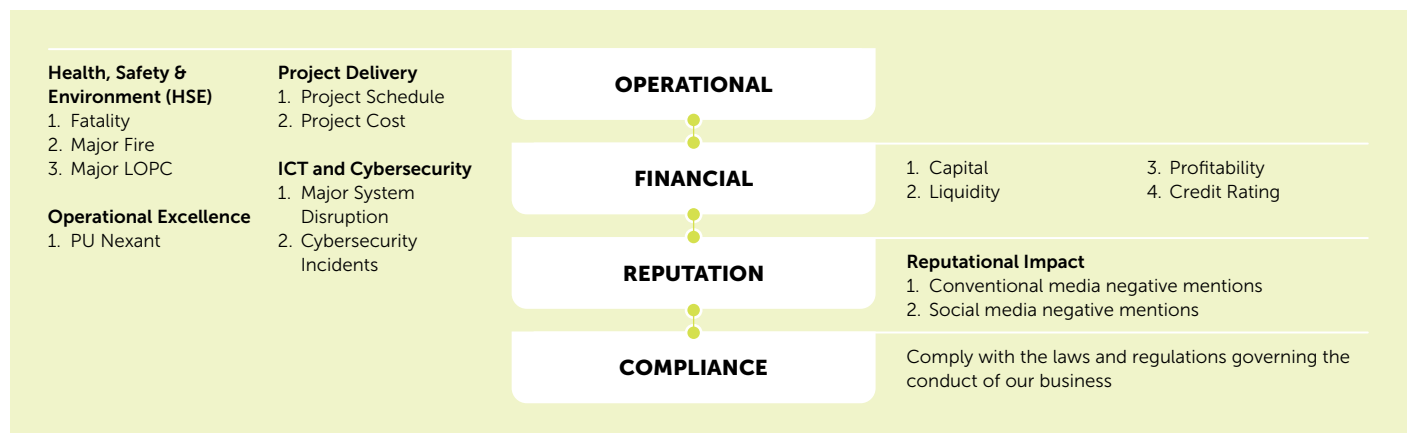 Health, Safety &
Environment (HSE)
1. Fatality
2. Major Fire
3. Major LOPC
Operational Excellence
1. PU Nexant
Project Delivery
1. Project Schedule
2. Project Cost
ICT and Cybersecurity
1. Major System
Disruption
2. Cybersecurity
Incidents
OPERATIONAL
FINANCIAL
1. Capital
2. Liquidity
3. Profitability
4. Credit Rating
REPUTATION
Reputational Impact
1. Conventional media negative mentions
2. Social media negative mentions
COMPLIANCE
Comply with the laws and regulations governing the
conduct of our business